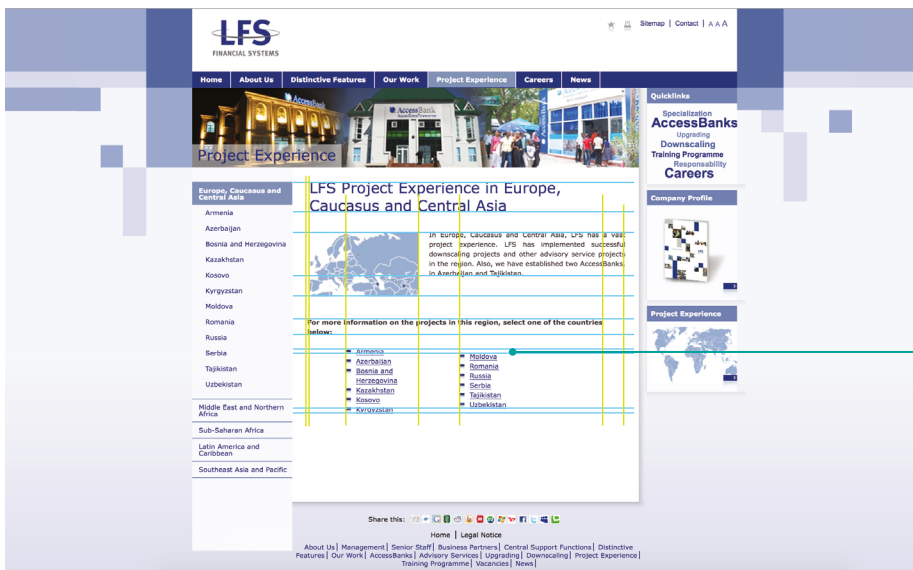 LFS
FINANCIAL SYSTEMS
Sitemap | Contact | A A A
Home
About Us
Distinctive Features
Our Work
Project Experience
Careers
News
AccessBank
AccessBank
Project Experience
Quicklinks
Specialization
AccessBanks
Upgrading
Downscaling
Training Programme
Responsability
Careers
Company Profile
Project Experience
Europe, Caucasus and
Central Asia
Armenia
Azerbaijan
Bosnia and Herzegovina
Kazakhstan
Kosovo
Kyrgyzstan
Moldova
Romania
Russia
Serbia
Tajikistan
Uzbekistan
Middle East and Northern
Africa
Sub-Saharan Africa
Latin America and
Caribbean
Southeast Asia and Pacific
LFS Project Experience in Europe,
Caucasus and Central Asia
In Europe, Caucasus and Central Asia, LFS has a vast
project experience. LFS has implemented successful
downscaling projects and other advisory service projects
in the region. Also, we have established two AccessBanks,
in Azerbaijan and Tajikistan.
For more information on the projects in this region, select one of the countries
below:
Armenia
Azerbaijan
Bosnia and
Herzegovina
Kazakhstan
Kosovo
Kyrgyzstan
Moldova
Romania
Russia
Serbia
Tajikistan
Uzbekistan
Share this:
Home | Legal Notice
About Us| Management| Senior Staff| Business Partners| Central Support Functions| Distinctive
Features| Our Work| AccessBanks| Advisory Services| Upgrading| Downscaling| Project Experience|
Training Programme| Vacancies| News|